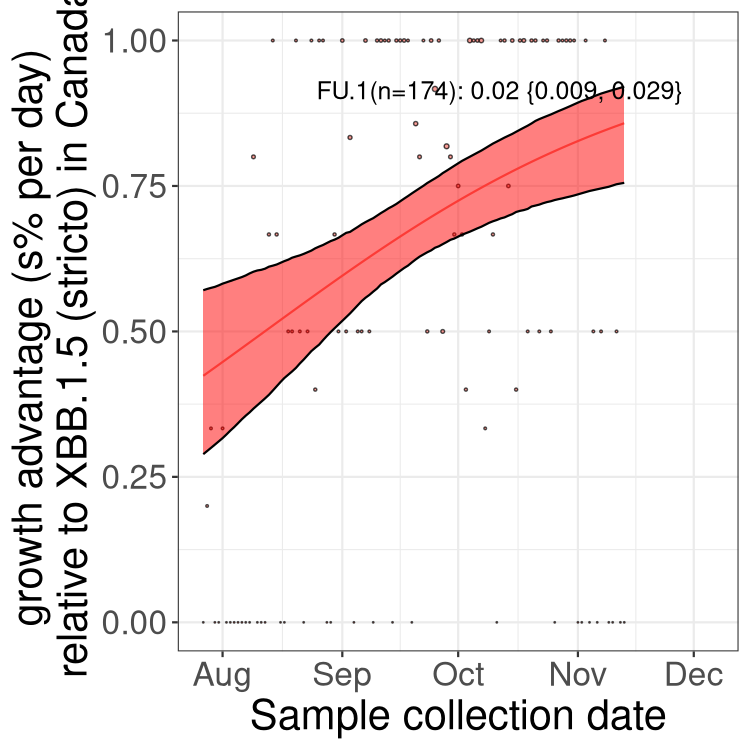 growth advantage (s% per day)
relative to XBB.1.5 (stricto) in Canada
1.00
0.75
0.50
0.25
0.00
FU.1(n=174): 0.02 {0.009, 0.029}
Aug Sep Oct Nov Dec
Sample collection date